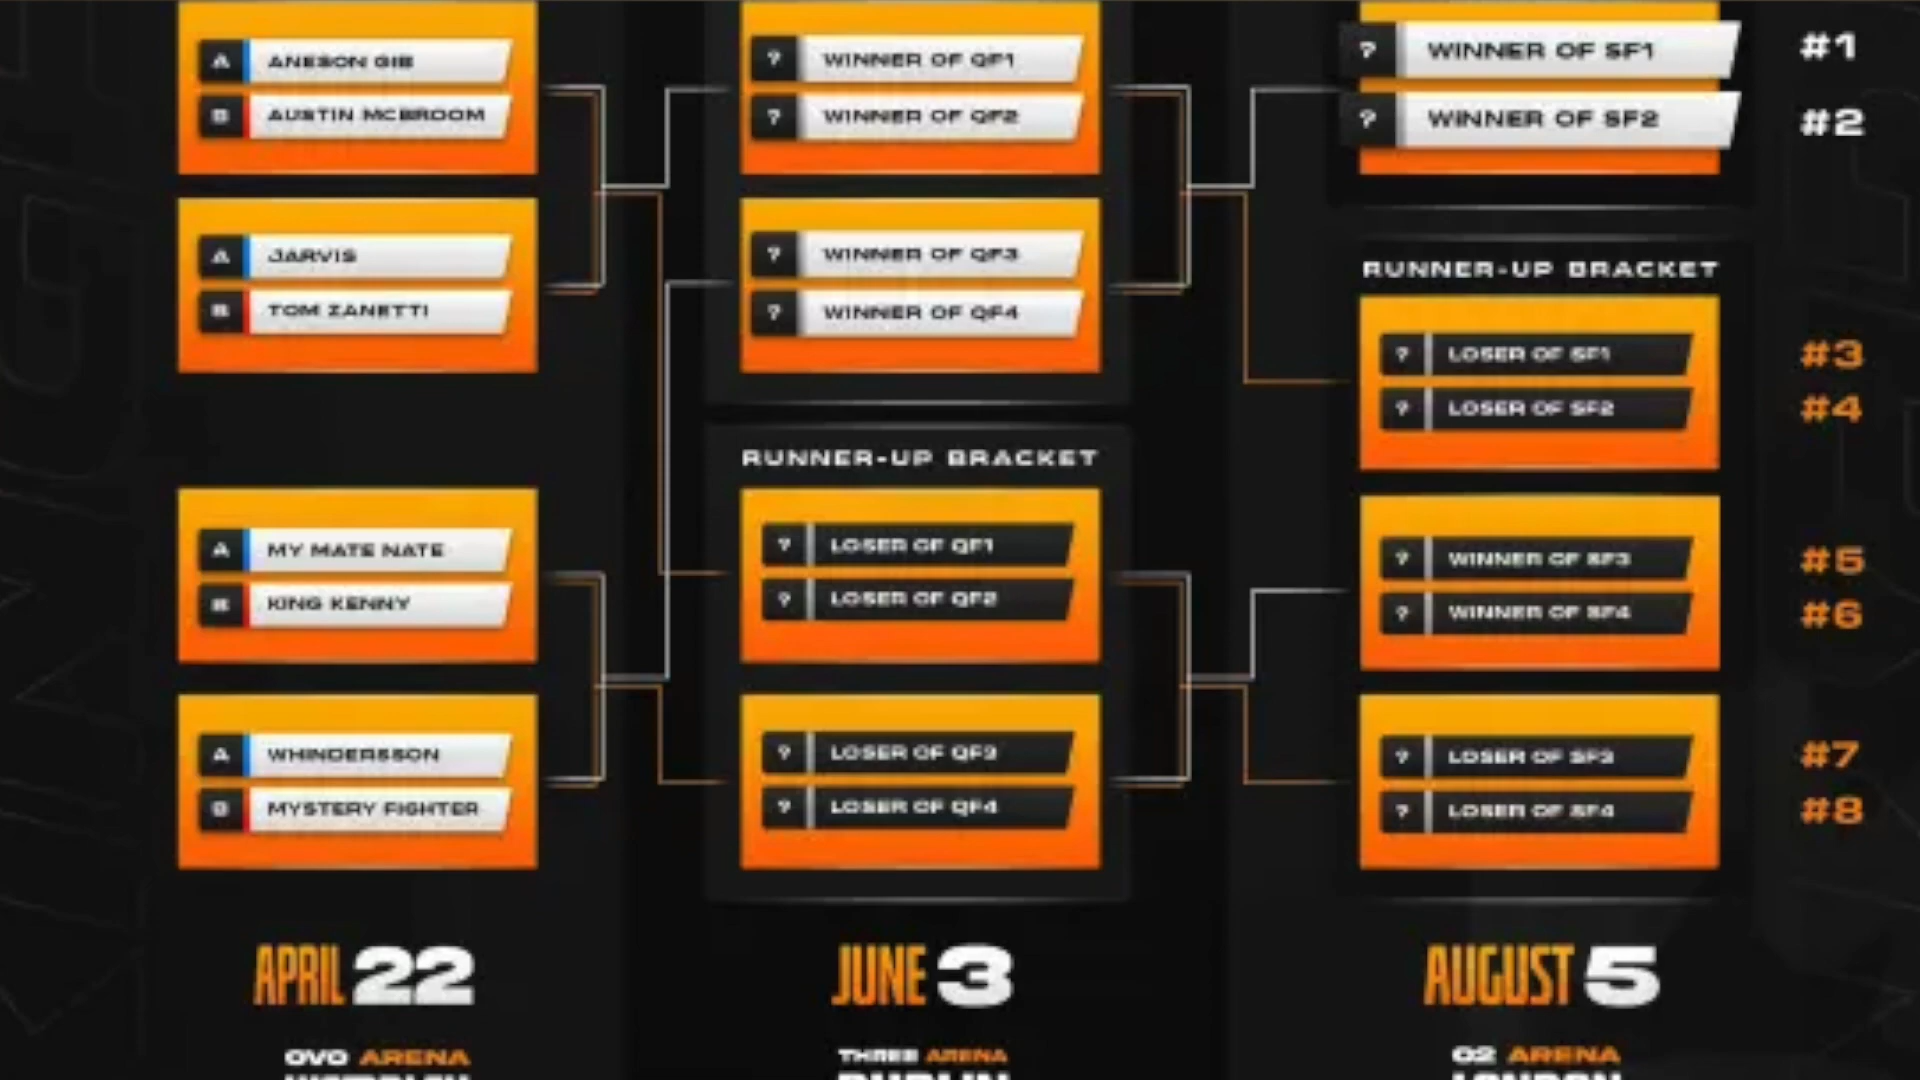 A ANESON GIB
B AUSTIN MCBROOM
A JARVIS
B TOM ZANETTI
A MY MATE NATE
B KING KENNY
A WHINDERSSON
B MYSTERY FIGHTER
APRIL 22
OVO ARENA
? WINNER OF QF1
? WINNER OF QF2
? WINNER OF QF3
? WINNER OF QF4
RUNNER-UP BRACKET
? LOSER OF QF1
? LOSER OF QF2
? LOSER OF QF3
? LOSER OF QF4
JUNE 3
THREE ARENA
DUBLIN
? WINNER OF SF1 #1
? WINNER OF SF2 #2
RUNNER-UP BRACKET
? LOSER OF SF1 #3
? LOSER OF SF2 #4
? WINNER OF SF3 #5
? WINNER OF SF4 #6
? LOSER OF SF3 #7
? LOSER OF SF4 #8
AUGUST 5
O2 ARENA
LONDON